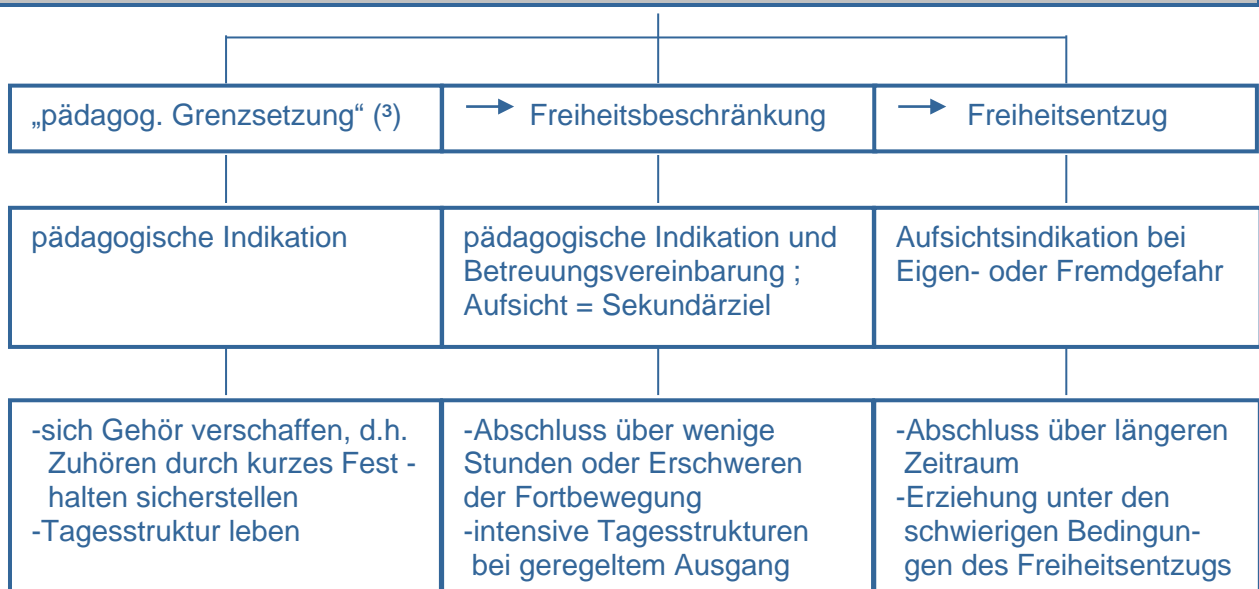 „pädagog. Grenzsetzung“ (³)
Freiheitsbeschränkung
Freiheitsentzug
pädagogische Indikation
pädagogische Indikation und
Betreuungsvereinbarung ;
Aufsicht = Sekundärziel
Aufsichtsindikation bei
Eigen- oder Fremdgefahr
-sich Gehör verschaffen, d.h.
Zuhören durch kurzes Fest -
halten sicherstellen
-Tagesstruktur leben
-Abschluss über wenige
Stunden oder Erschweren
der Fortbewegung
-intensive Tagesstrukturen
bei geregeltem Ausgang
-Abschluss über längeren
Zeitraum
-Erziehung unter den
schwierigen Bedingun-
gen des Freiheitsentzugs